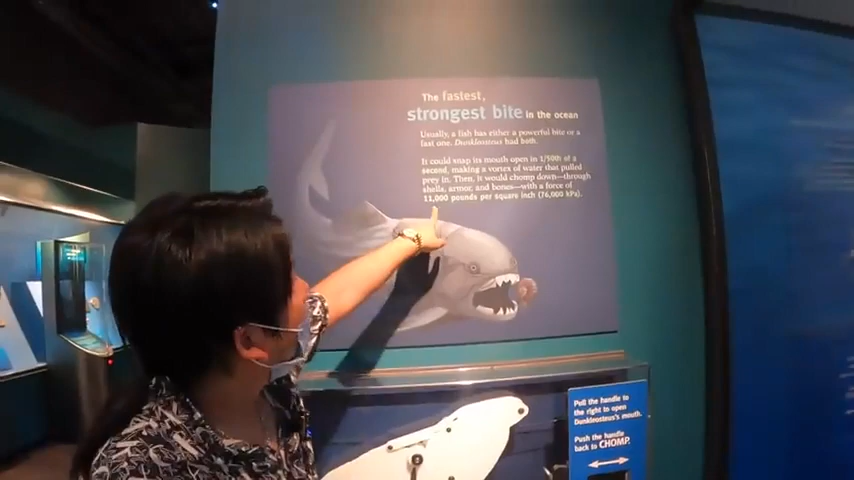 The fastest,
strongest bite in the ocean
Usually, a fish has either a powerful bite or a
fast one. Dunkleosteus had both.
It could snap its mouth open in 1/50th of a
second, making a vortex of water that pulled
prey in. Then, it would chomp down—through
shells, armor, and bones—with a force of
11,000 pounds per square inch (76,000 kPa).
Pull the handle to
the right to open
Dunkleosteus's mouth.
Push the handle
back to CHOMP.